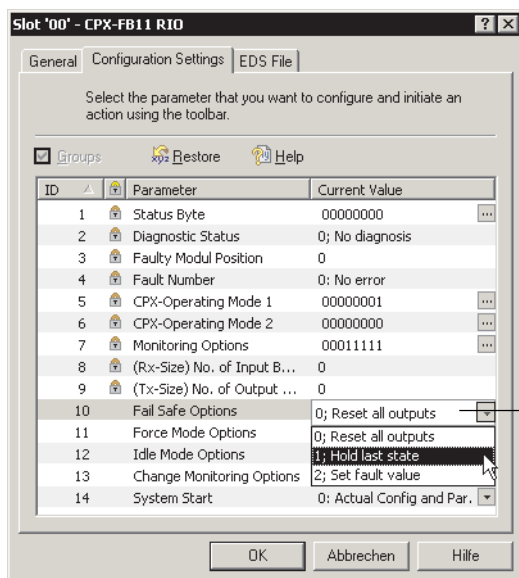 Slot '00' - CPX-FB11 RIO
General Configuration Settings EDS File
Select the parameter that you want to configure and initiate an
action using the toolbar.
Groups Restore Help
ID Parameter Current Value
1 Status Byte 00000000 ...
2 Diagnostic Status 0; No diagnosis
3 Faulty Modul Position 0
4 Fault Number 0: No error
5 CPX-Operating Mode 1 00000001 ...
6 CPX-Operating Mode 2 00000000 ...
7 Monitoring Options 00011111 ...
8 (Rx-Size) No. of Input B... 0
9 (Tx-Size) No. of Output ... 0
10 Fail Safe Options 0; Reset all outputs
11 Force Mode Options 0; Reset all outputs
12 Idle Mode Options 1; Hold last state
13 Change Monitoring Options 2; Set fault value
14 System Start 0: Actual Config and Par.
OK Abbrechen Hilfe